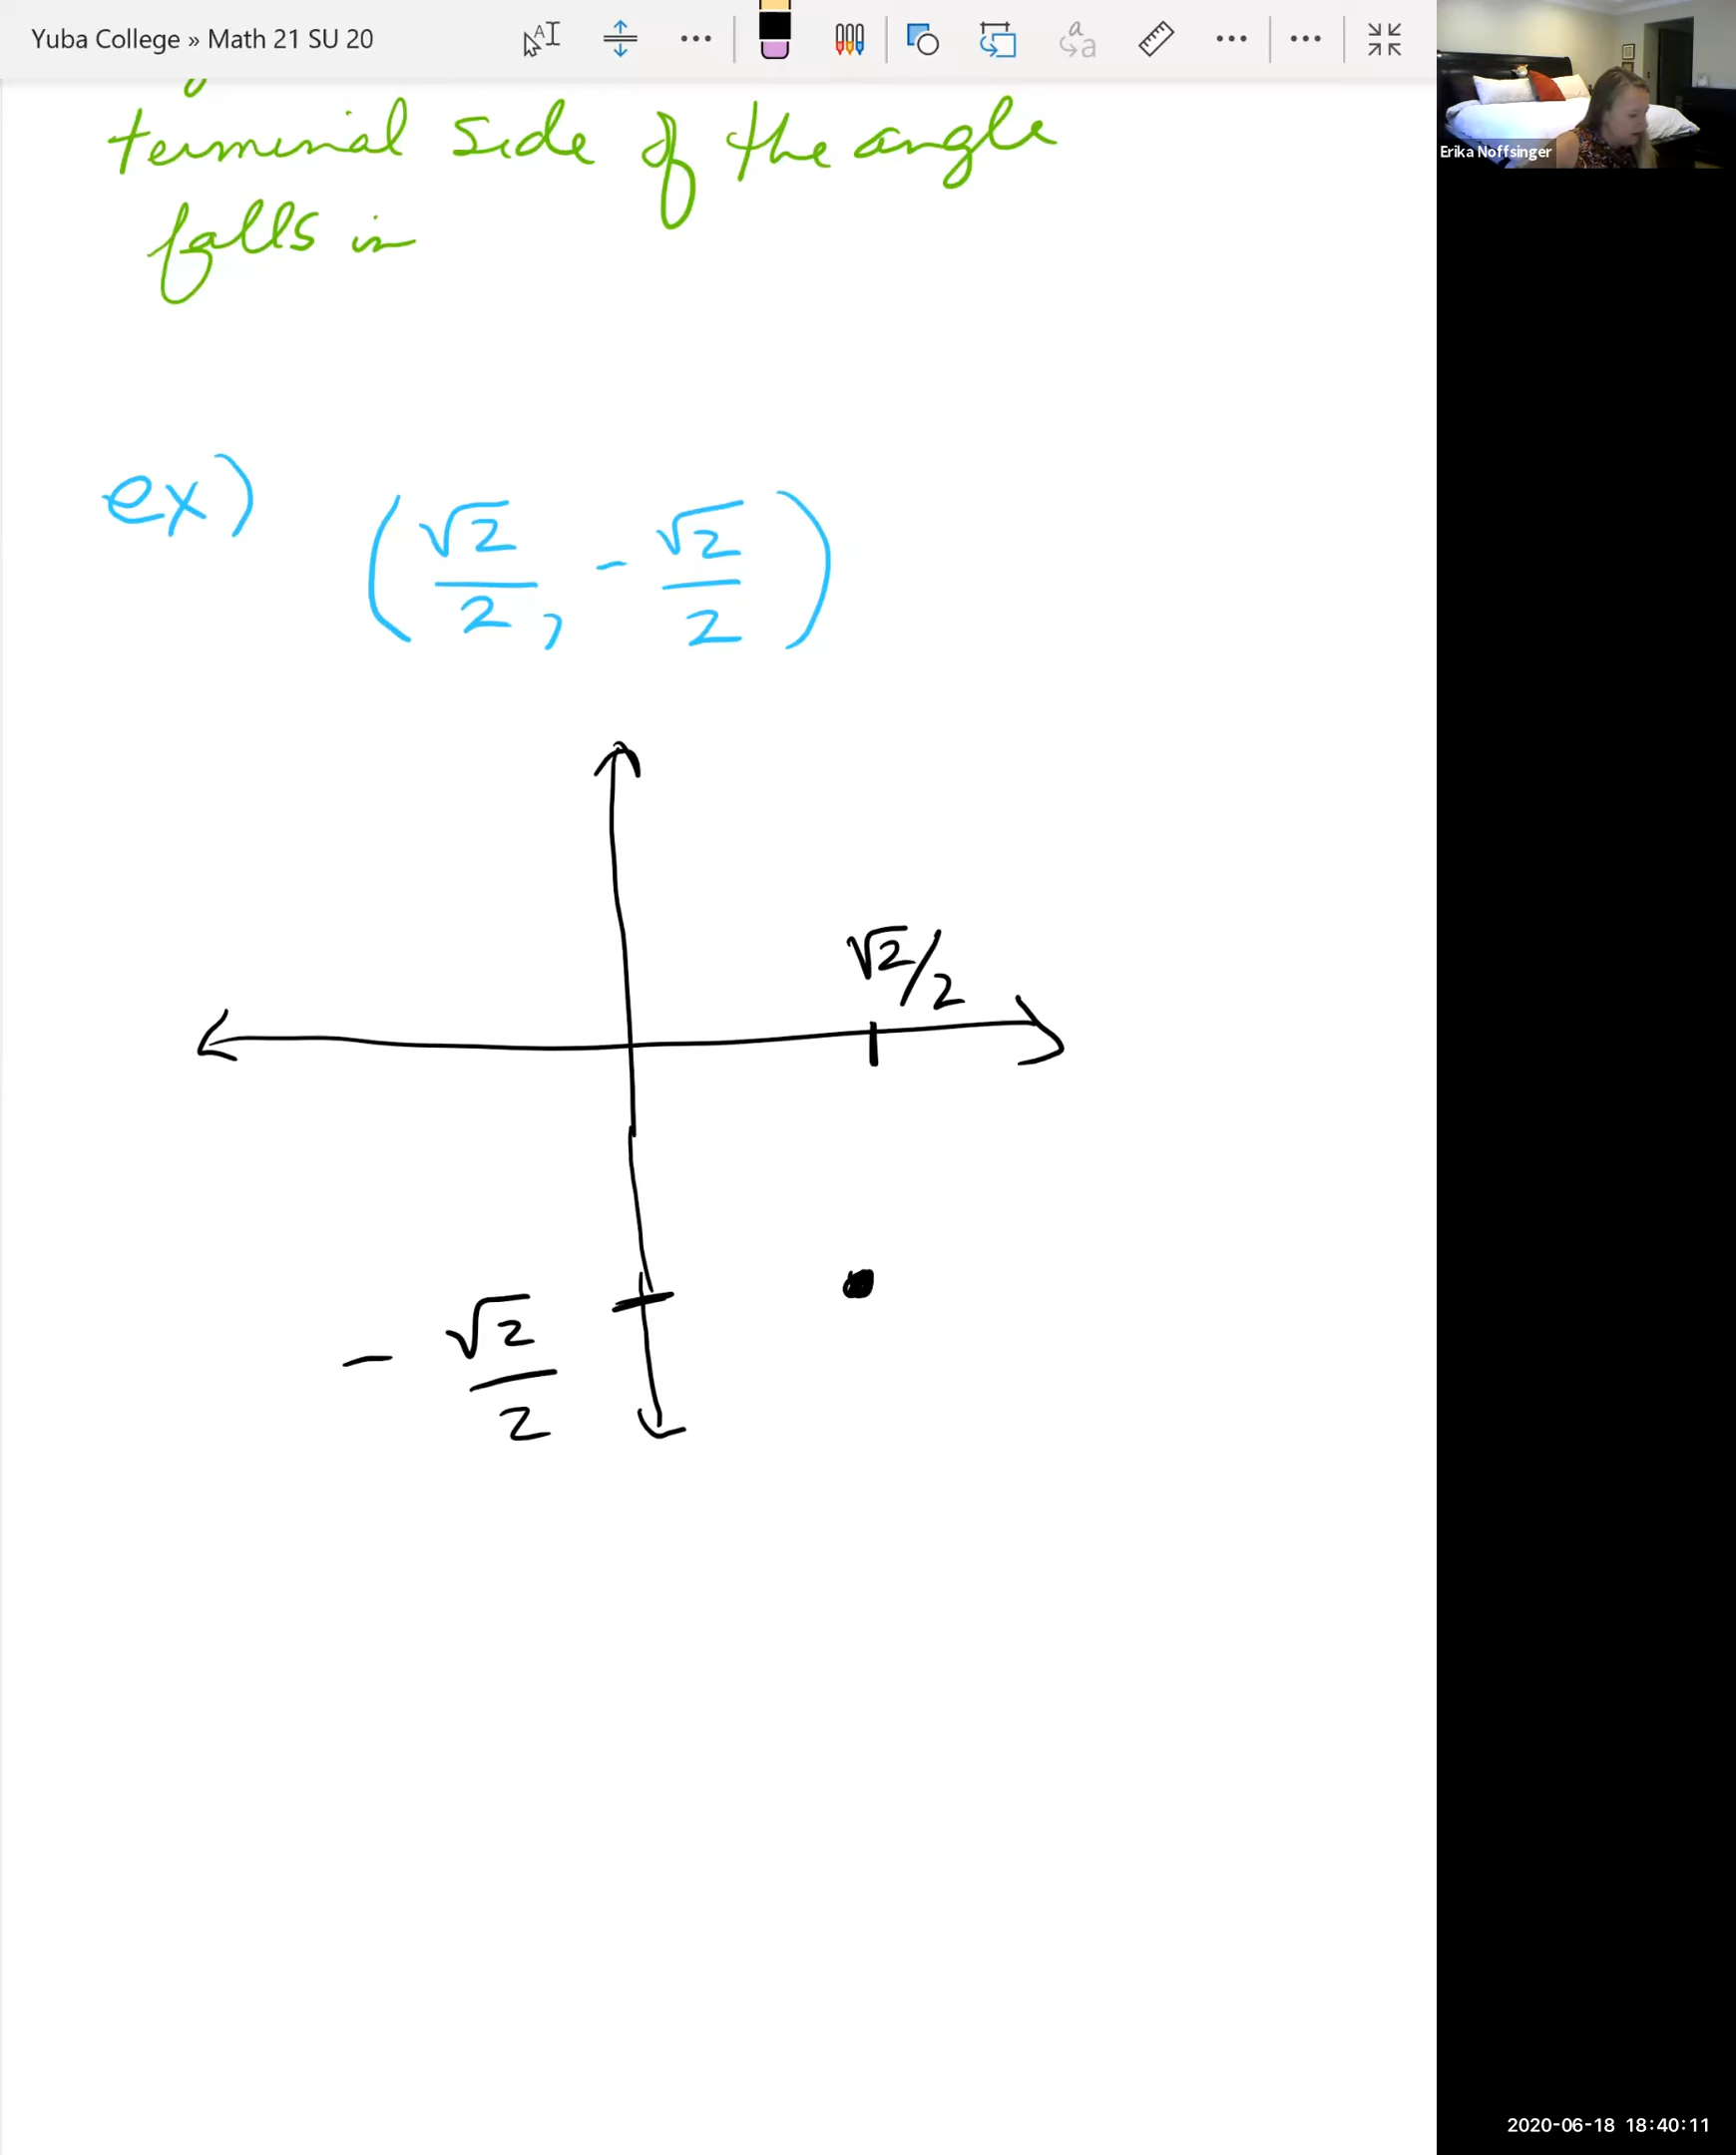 Yuba College » Math 21 SU 20
Erika Noffsinger
terminal side of the angle
falls in
ex) (√2/2, -√2/2)
√2/2
-√2/2
2020-06-18 18:40:11